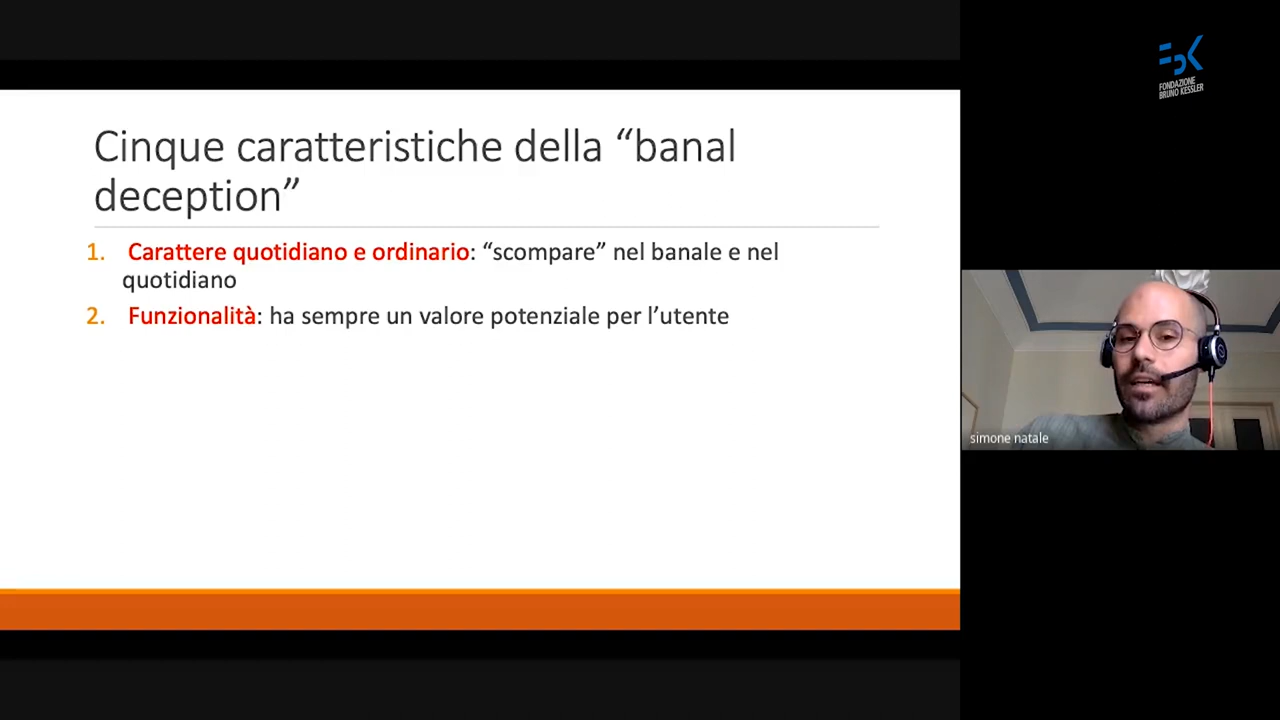 Cinque caratteristiche della “banal
deception”
1. Carattere quotidiano e ordinario: “scompare” nel banale e nel
quotidiano
2. Funzionalità: ha sempre un valore potenziale per l’utente
FONDAZIONE
BRUNO KESSLER
simone natale